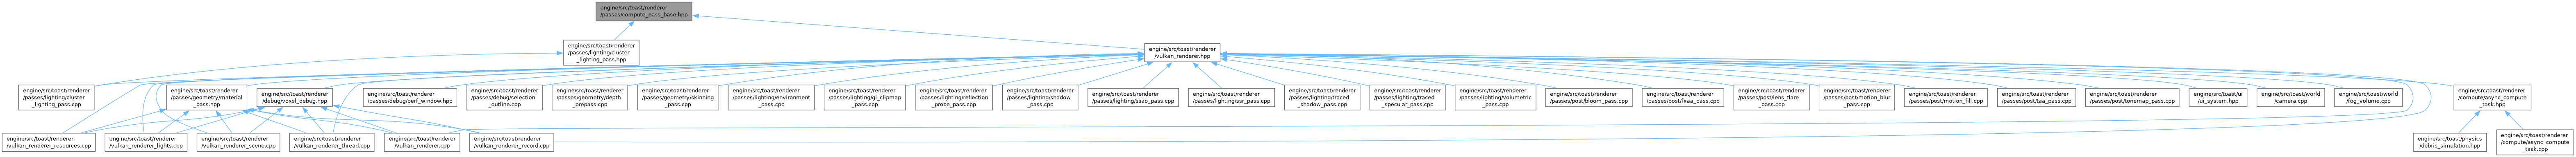 engine/src/toast/renderer
/passes/compute_pass_base.hpp
engine/src/toast/renderer
/passes/lighting/cluster
_lighting_pass.hpp
engine/src/toast/renderer
/vulkan_renderer.hpp
engine/src/toast/renderer
/passes/lighting/cluster
_lighting_pass.cpp
engine/src/toast/renderer
/passes/geometry/material
_pass.hpp
engine/src/toast/renderer
/debug/voxel_debug.hpp
engine/src/toast/renderer
/passes/debug/perf_window.hpp
engine/src/toast/renderer
/passes/debug/selection
_outline.cpp
engine/src/toast/renderer
/passes/geometry/depth
_prepass.cpp
engine/src/toast/renderer
/passes/geometry/skinning
_pass.cpp
engine/src/toast/renderer
/passes/lighting/environment
_pass.cpp
engine/src/toast/renderer
/passes/lighting/gi_clipmap
_pass.cpp
engine/src/toast/renderer
/passes/lighting/reflection
_probe_pass.cpp
engine/src/toast/renderer
/passes/lighting/shadow
_pass.cpp
engine/src/toast/renderer
/passes/lighting/ssao_pass.cpp
engine/src/toast/renderer
/passes/lighting/ssr_pass.cpp
engine/src/toast/renderer
/passes/lighting/traced
_shadow_pass.cpp
engine/src/toast/renderer
/passes/lighting/traced
_specular_pass.cpp
engine/src/toast/renderer
/passes/lighting/volumetric
_pass.cpp
engine/src/toast/renderer
/passes/post/bloom_pass.cpp
engine/src/toast/renderer
/passes/post/fxaa_pass.cpp
engine/src/toast/renderer
/passes/post/lens_flare
_pass.cpp
engine/src/toast/renderer
/passes/post/motion_blur
_pass.cpp
engine/src/toast/renderer
/passes/post/motion_fill.cpp
engine/src/toast/renderer
/passes/post/taa_pass.cpp
engine/src/toast/renderer
/passes/post/tonemap_pass.cpp
engine/src/toast/ui
/ui_system.hpp
engine/src/toast/world
/camera.cpp
engine/src/toast/world
/fog_volume.cpp
engine/src/toast/renderer
/compute/async_compute
_task.hpp
engine/src/toast/renderer
/vulkan_renderer_resources.cpp
engine/src/toast/renderer
/vulkan_renderer_lights.cpp
engine/src/toast/renderer
/vulkan_renderer_scene.cpp
engine/src/toast/renderer
/vulkan_renderer_thread.cpp
engine/src/toast/renderer
/vulkan_renderer.cpp
engine/src/toast/renderer
/vulkan_renderer_record.cpp
engine/src/toast/physics
/debris_simulation.hpp
engine/src/toast/renderer
/compute/async_compute
_task.cpp